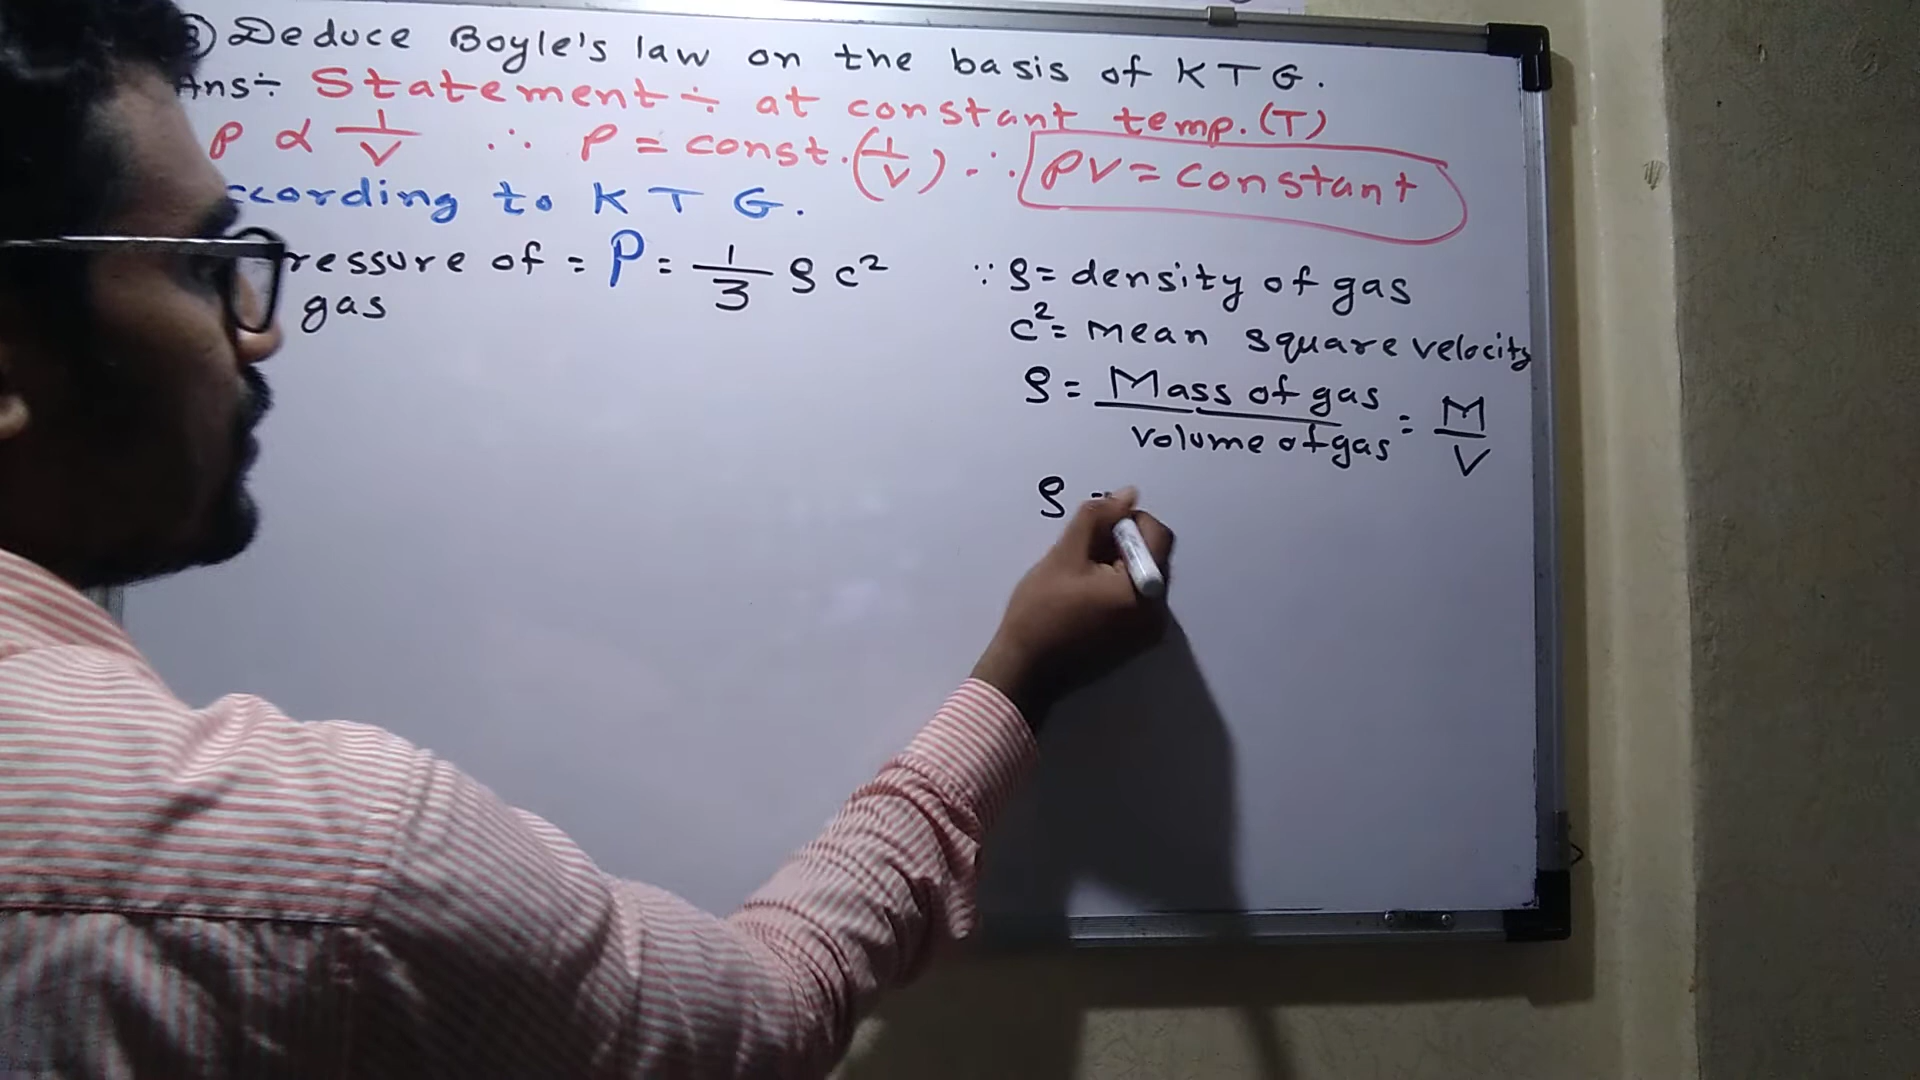 3) Deduce Boyle's law on the basis of KTG.
Ans÷ Statement÷ at constant temp. (T)
P ∝ 1/V ∴ P = const. (1/V) ∴ PV = constant
ccording to KTG.
ressure of gas = P = 1/3 ρ c²
∵ ρ = density of gas
c² = mean square velocity
ρ = Mass of gas / volume of gas = M/V
ρ =